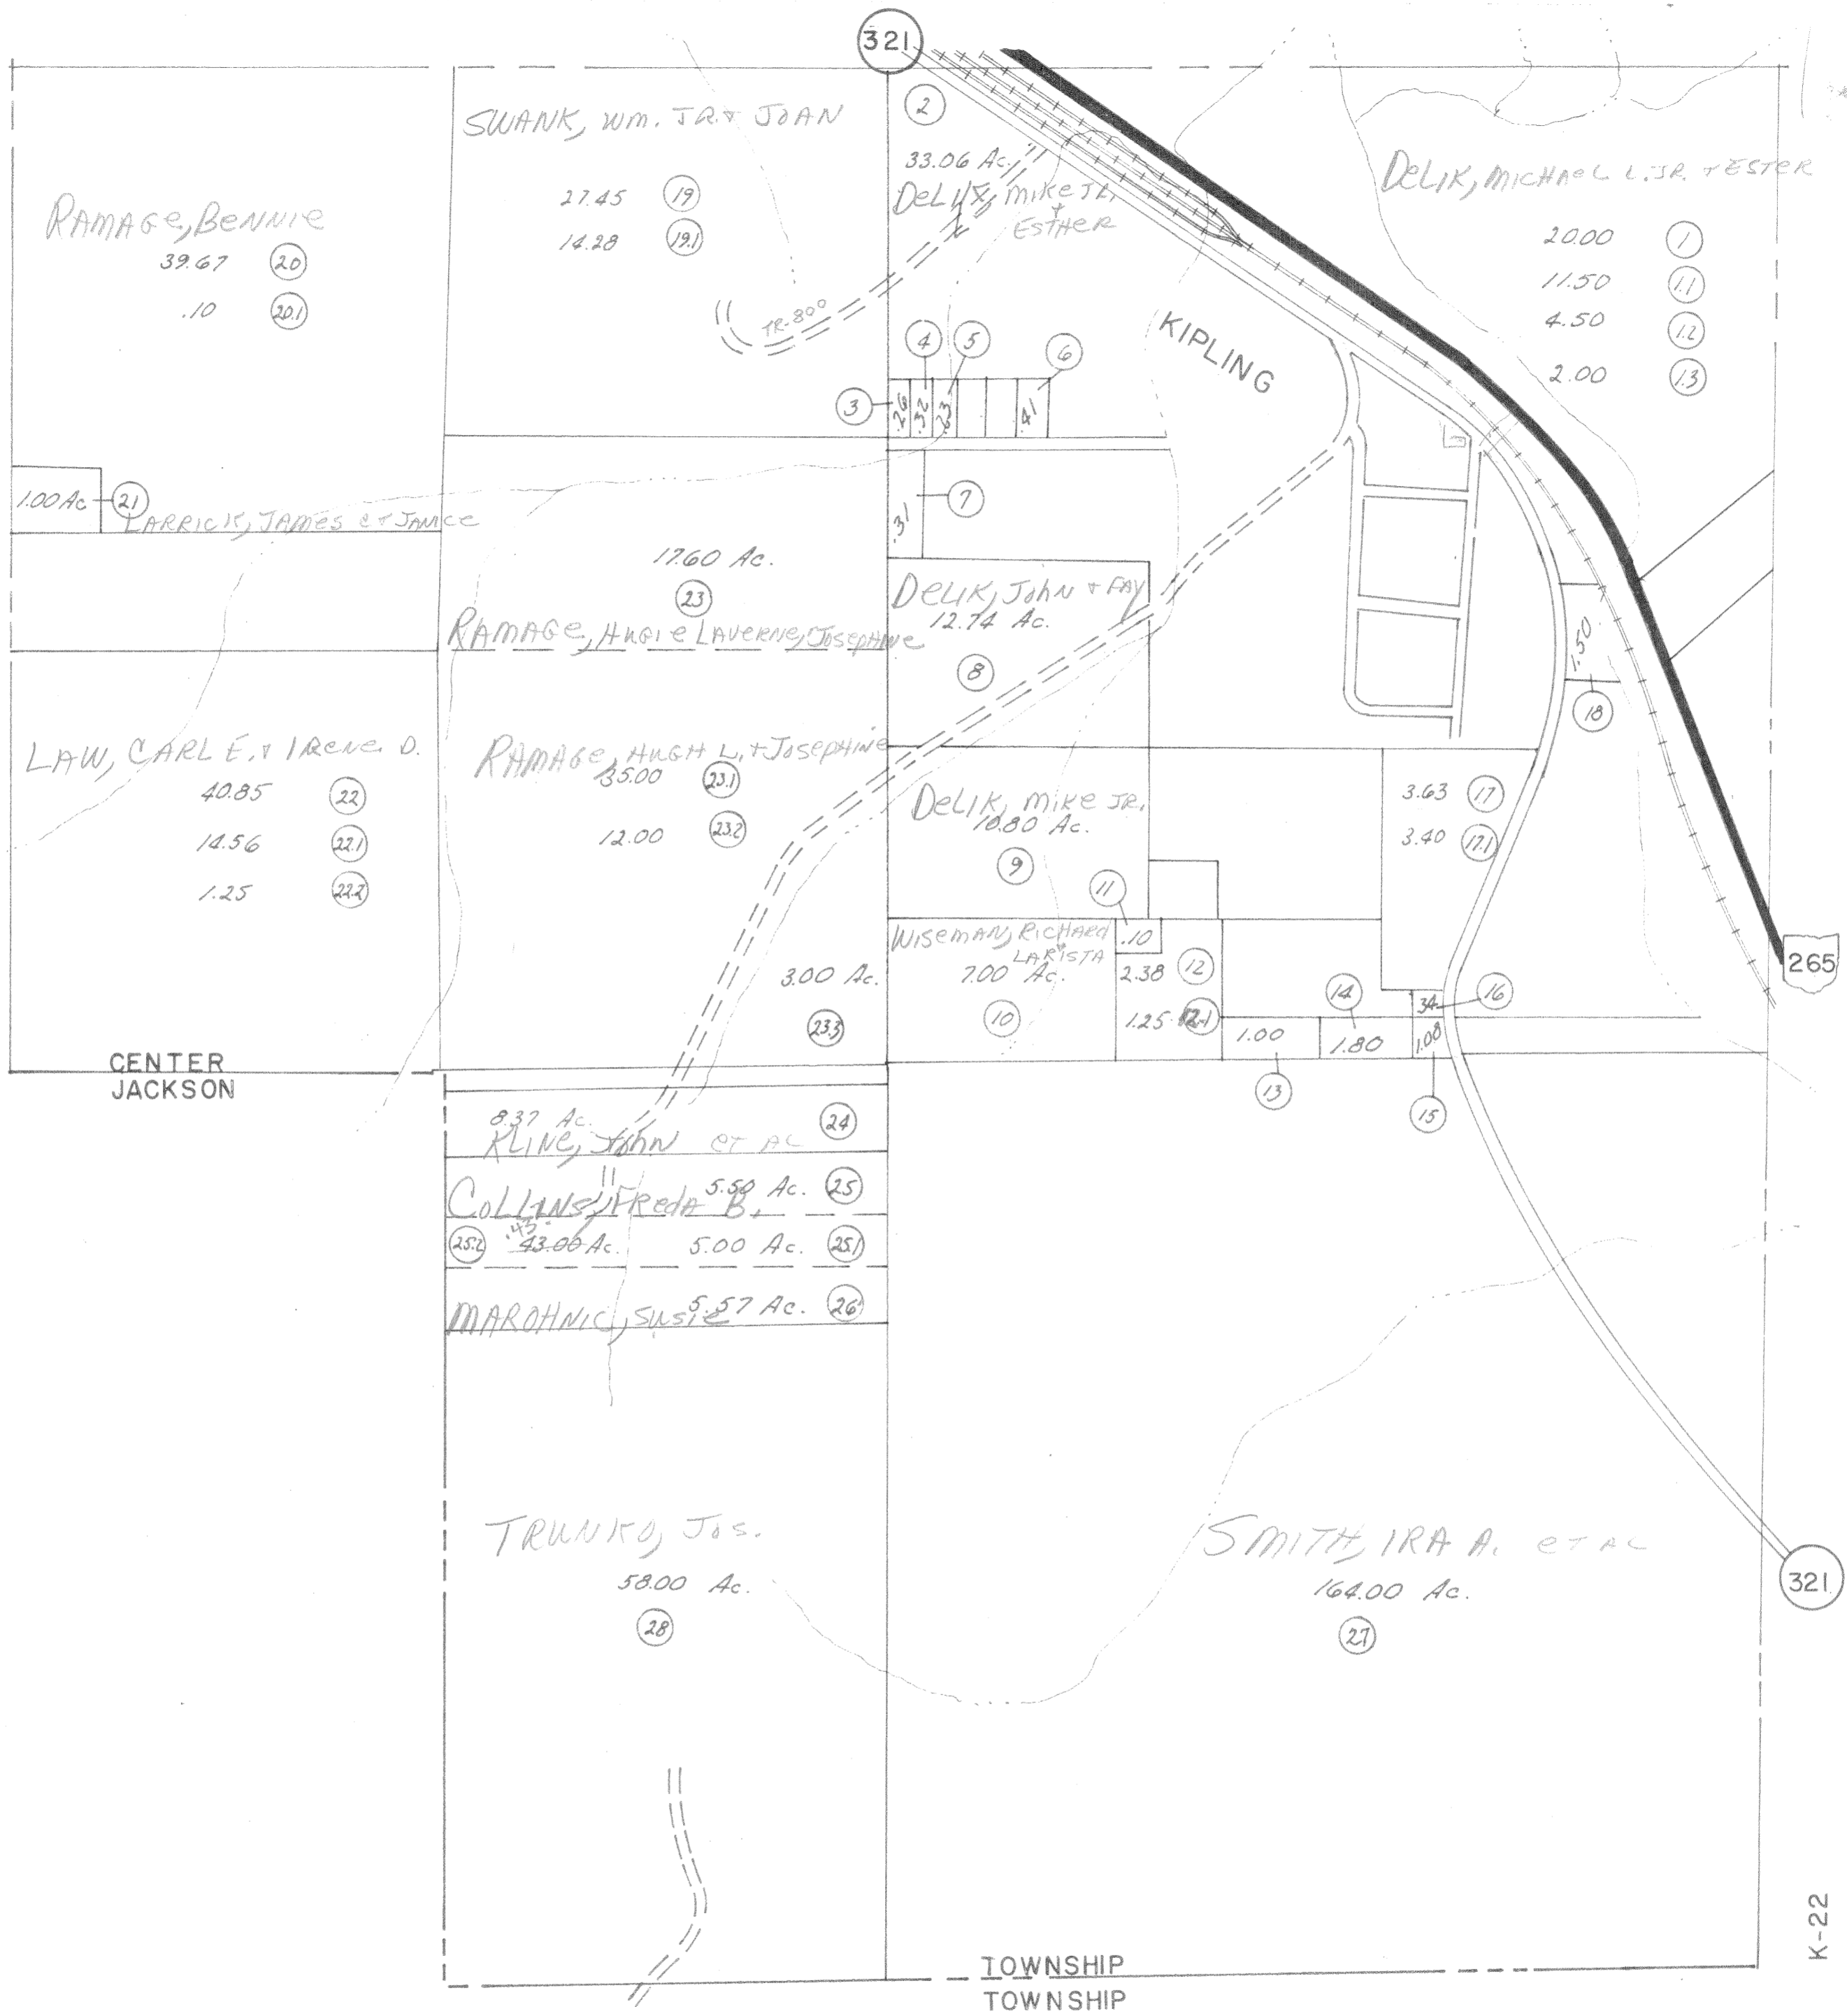 321
SWANK, WM. JR. + JOAN
27.45 19
14.28 19.1
2
33.06 Ac.
DELIK, MIKE JR.
+
ESTHER
DELIK, MICHAEL L. JR. + ESTER
20.00 1
11.50 1.1
4.50 1.2
2.00 1.3
RAMAGE, BENNIE
39.67 20
.10 20.1
TR-800
KIPLING
4 5 6
3 .26 .32 .63 .41
7
.31
1.00 Ac 21
LARRICK, JAMES et JANICE
17.60 Ac.
23
RAMAGE, HUGIE LAVERNE, JOSEPHINE
DELIK, JOHN + FAY
12.74 Ac.
8
1.50
18
LAW, CARL E. + IRENE D.
40.85 22
14.56 22.1
1.25 22.2
RAMAGE, HUGH L. + JOSEPHINE
35.00 23.1
12.00 23.2
3.00 Ac.
23.3
DELIK, MIKE JR.
10.80 Ac.
9
3.63 17
3.40 17.1
11
.10
WISEMAN, RICHARD
+
LARISTA
7.00 Ac.
10
2.38 12
1.25 12.1
14
.34 16
1.00 1.80 1.08
13
15
265
CENTER
JACKSON
8.37 Ac. 24
KLINE, JOHN et AL
5.50 Ac. 25
COLLINS, FREDA B.
.43
25.2 43.00 Ac. 5.00 Ac. 25.1
5.57 Ac. 26
MAROHNIC, SUSIE
TRUNKO, JOS.
58.00 Ac.
28
SMITH, IRA A. et AL
164.00 Ac.
27
321
K-22
TOWNSHIP
TOWNSHIP